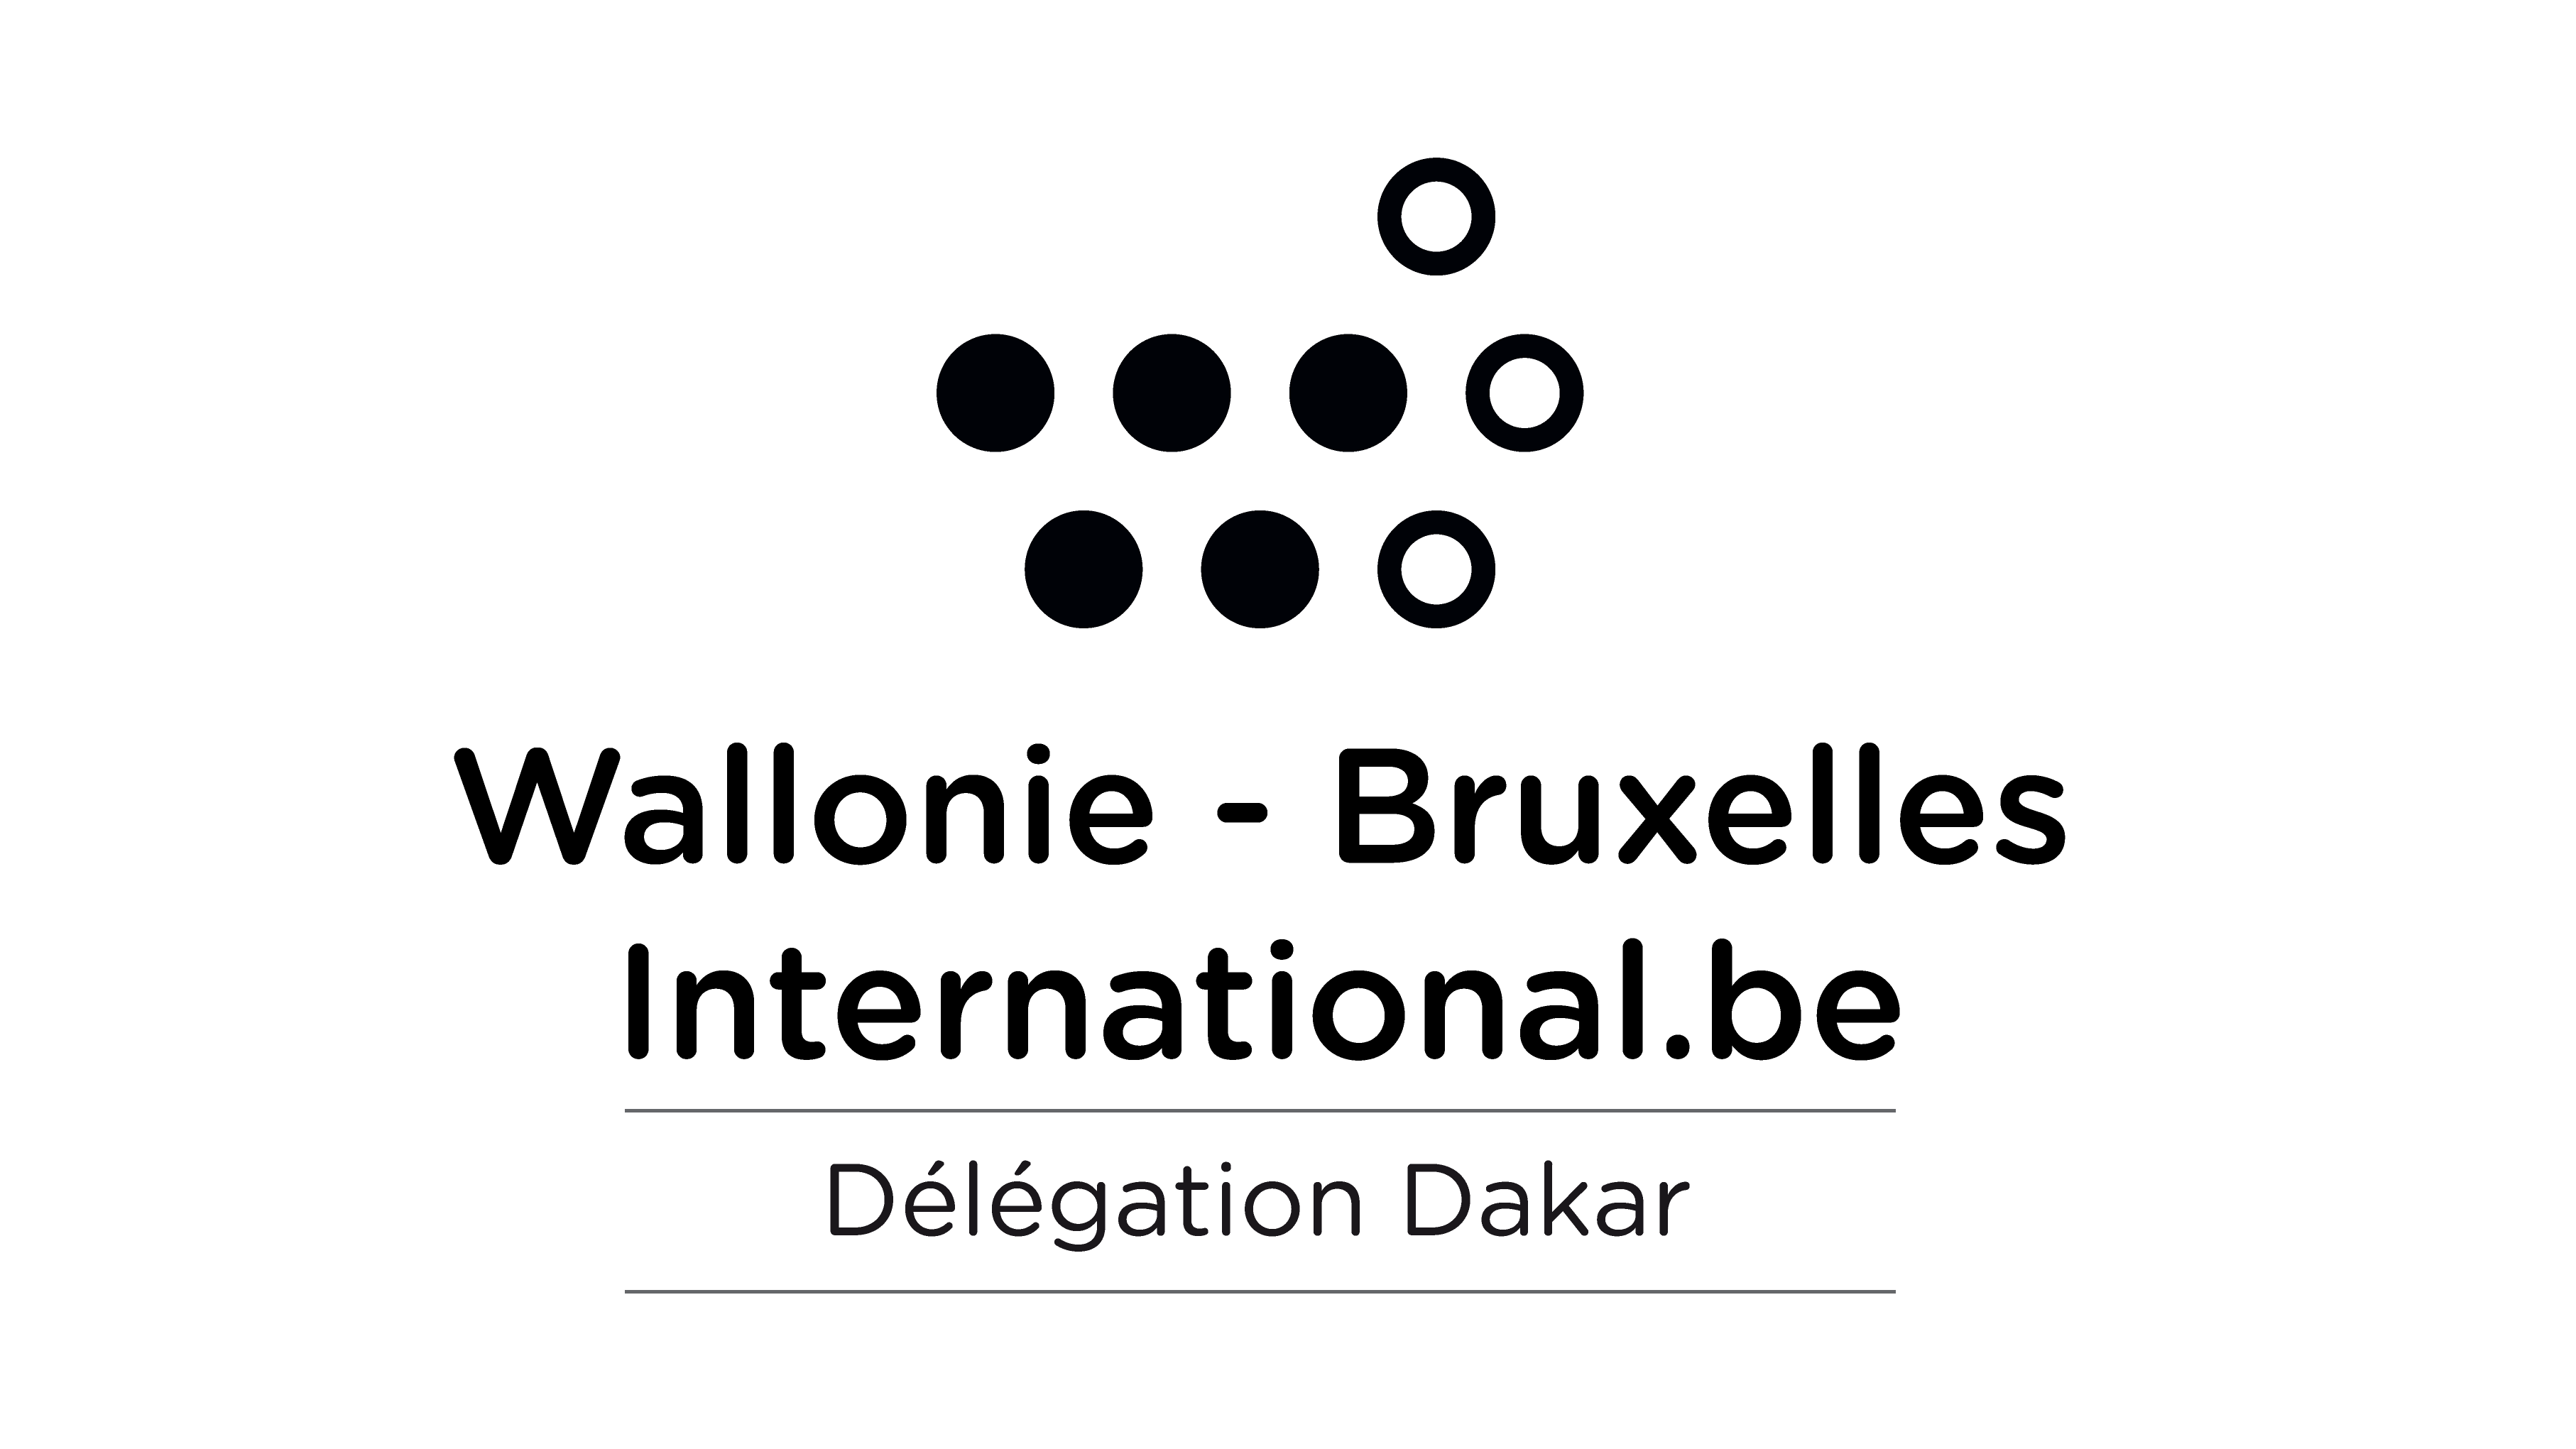 Wallonie - Bruxelles
International.be
Délégation Dakar